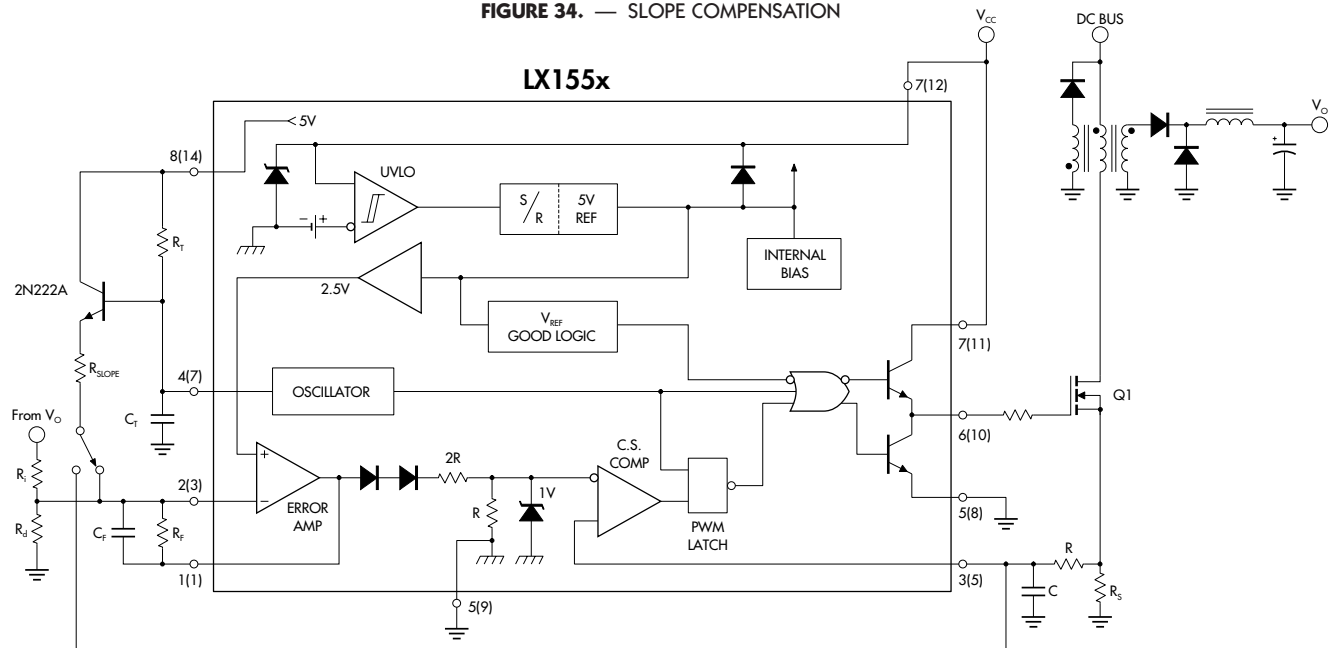 FIGURE 34. — SLOPE COMPENSATION
VCC
DC BUS
LX155x
7(12)
VO
5V
8(14)
UVLO
− +
S/R
5V REF
RT
INTERNAL BIAS
2.5V
2N222A
VREF
GOOD LOGIC
7(11)
RSLOPE
4(7)
OSCILLATOR
Q1
From VO
CT
6(10)
C.S.
COMP
2R
+
Ri
2(3)
1V
−
ERROR
AMP
R
5(8)
PWM
LATCH
Rd
CF
RF
R
1(1)
3(5)
C
RS
5(9)
+